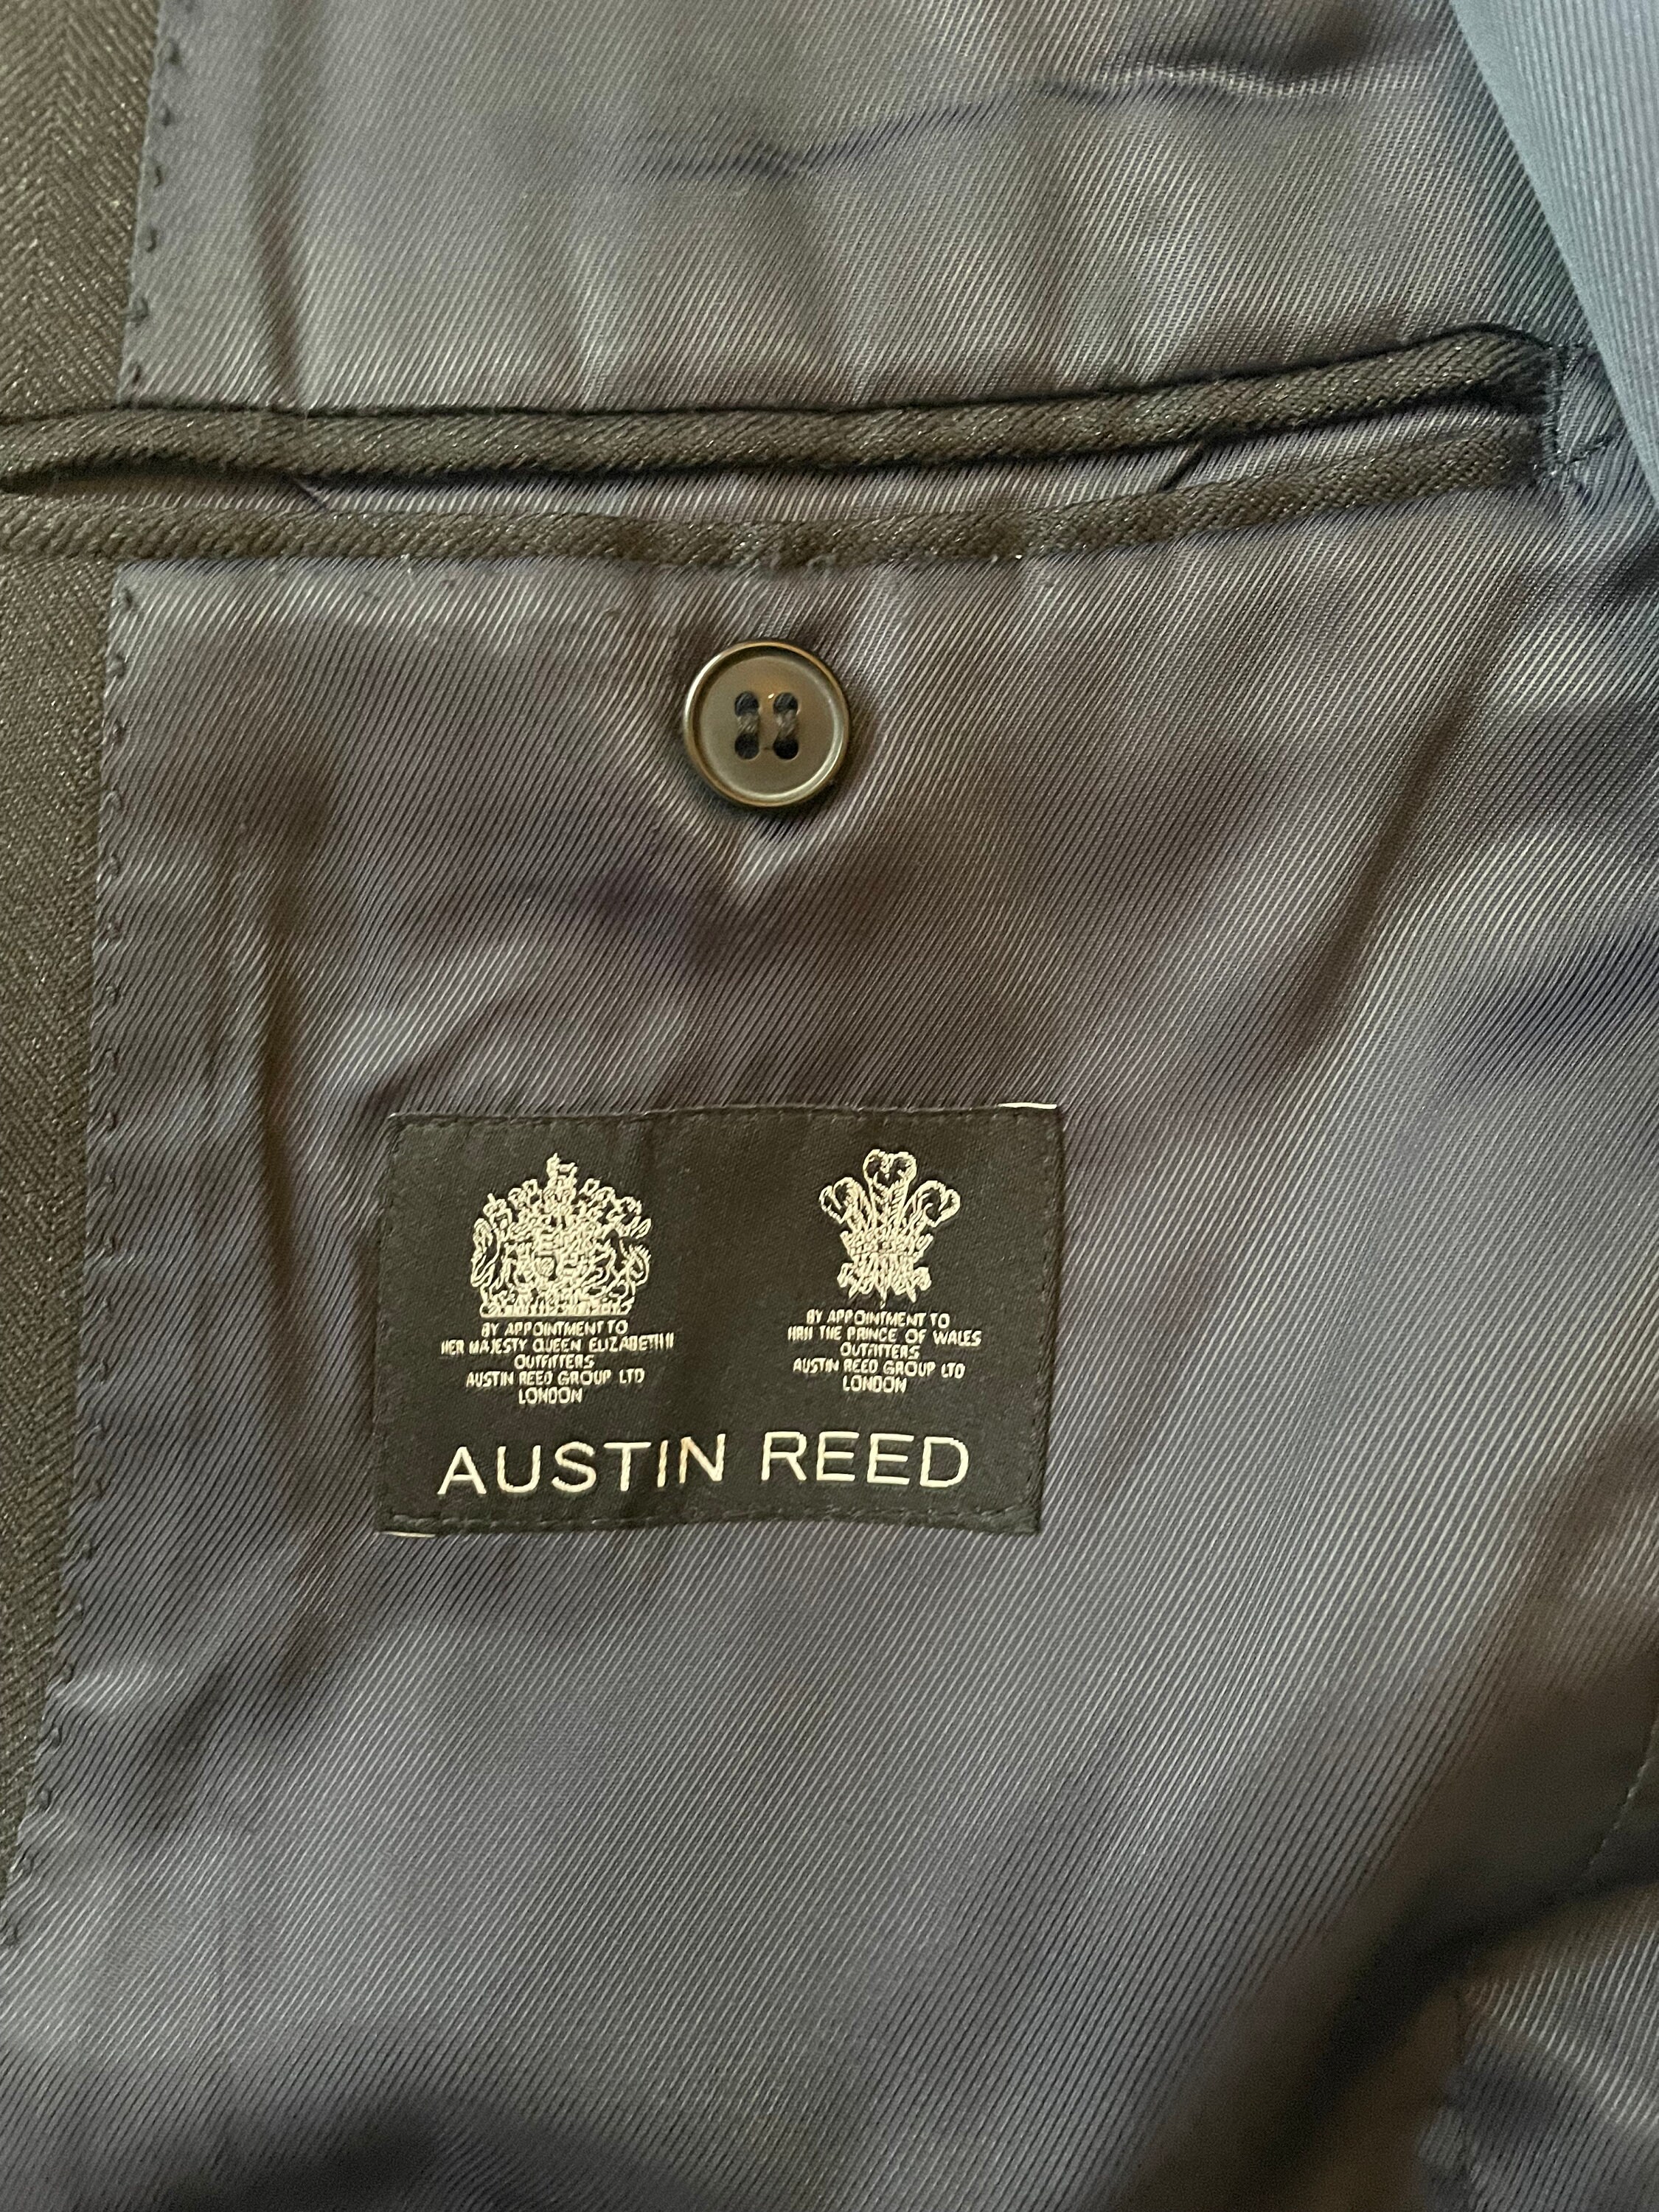 BY APPOINTMENT TO
HER MAJESTY QUEEN ELIZABETH II
OUTFITTERS
AUSTIN REED GROUP LTD
LONDON
BY APPOINTMENT TO
HRH THE PRINCE OF WALES
OUTFITTERS
AUSTIN REED GROUP LTD
LONDON
AUSTIN REED